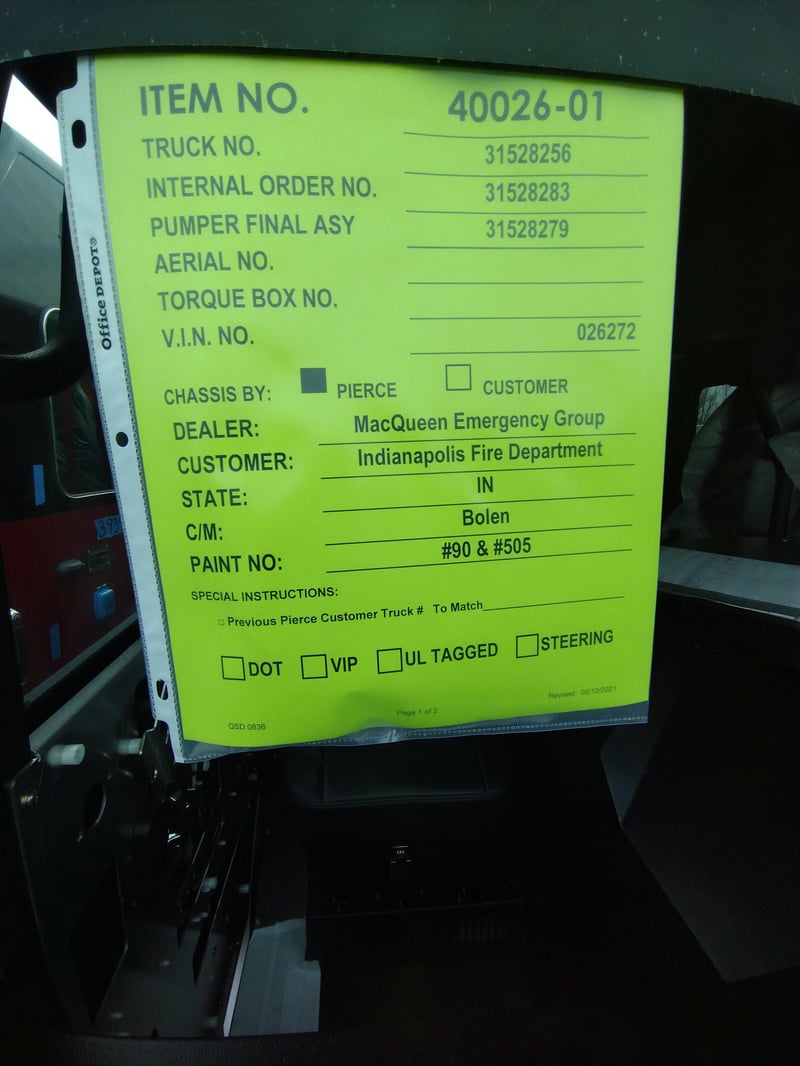 ITEM NO. 40026-01
TRUCK NO. 31528256
INTERNAL ORDER NO. 31528283
PUMPER FINAL ASY 31528279
AERIAL NO.
TORQUE BOX NO.
V.I.N. NO. 026272
CHASSIS BY: PIERCE CUSTOMER
DEALER: MacQueen Emergency Group
CUSTOMER: Indianapolis Fire Department
STATE: IN
C/M: Bolen
PAINT NO: #90 & #505
SPECIAL INSTRUCTIONS:
Previous Pierce Customer Truck # To Match
DOT VIP UL TAGGED STEERING
Revised 05/12/2021
Page 1 of 2
QSD 0836
Office DEPOT®